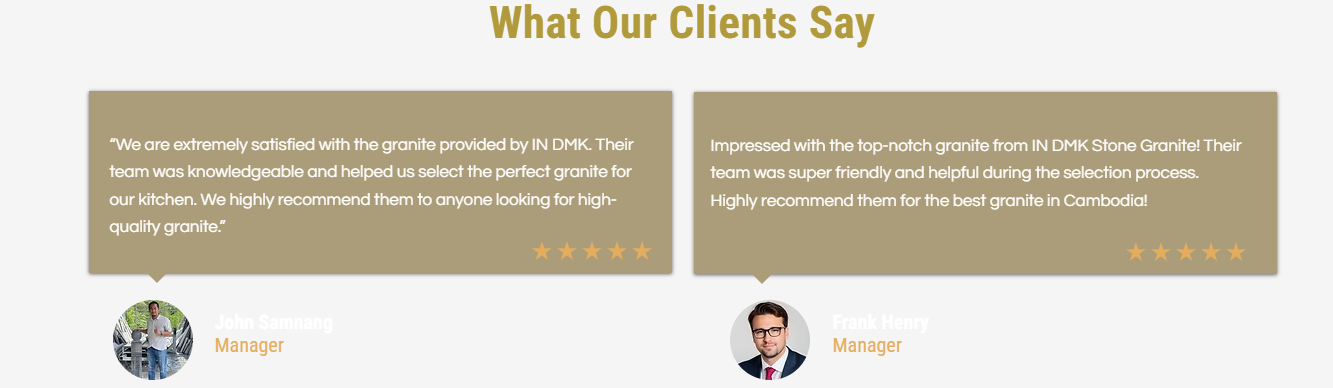 What Our Clients Say
“We are extremely satisfied with the granite provided by IN DMK. Their
team was knowledgeable and helped us select the perfect granite for
our kitchen. We highly recommend them to anyone looking for high-
quality granite.”
John Samnang
Manager
Impressed with the top-notch granite from IN DMK Stone Granite! Their
team was super friendly and helpful during the selection process.
Highly recommend them for the best granite in Cambodia!
Frank Henry
Manager